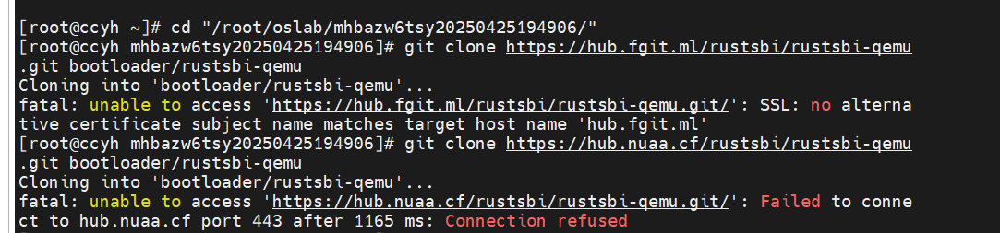 [root@ccyh ~]# cd "/root/oslab/mhbazw6tsy20250425194906/"
[root@ccyh mhbazw6tsy20250425194906]# git clone https://hub.fgit.ml/rustsbi/rustsbi-qemu
.git bootloader/rustsbi-qemu
Cloning into 'bootloader/rustsbi-qemu'...
fatal: unable to access 'https://hub.fgit.ml/rustsbi/rustsbi-qemu.git/': SSL: no alterna
tive certificate subject name matches target host name 'hub.fgit.ml'
[root@ccyh mhbazw6tsy20250425194906]# git clone https://hub.nuaa.cf/rustsbi/rustsbi-qemu
.git bootloader/rustsbi-qemu
Cloning into 'bootloader/rustsbi-qemu'...
fatal: unable to access 'https://hub.nuaa.cf/rustsbi/rustsbi-qemu.git/': Failed to conne
ct to hub.nuaa.cf port 443 after 1165 ms: Connection refused